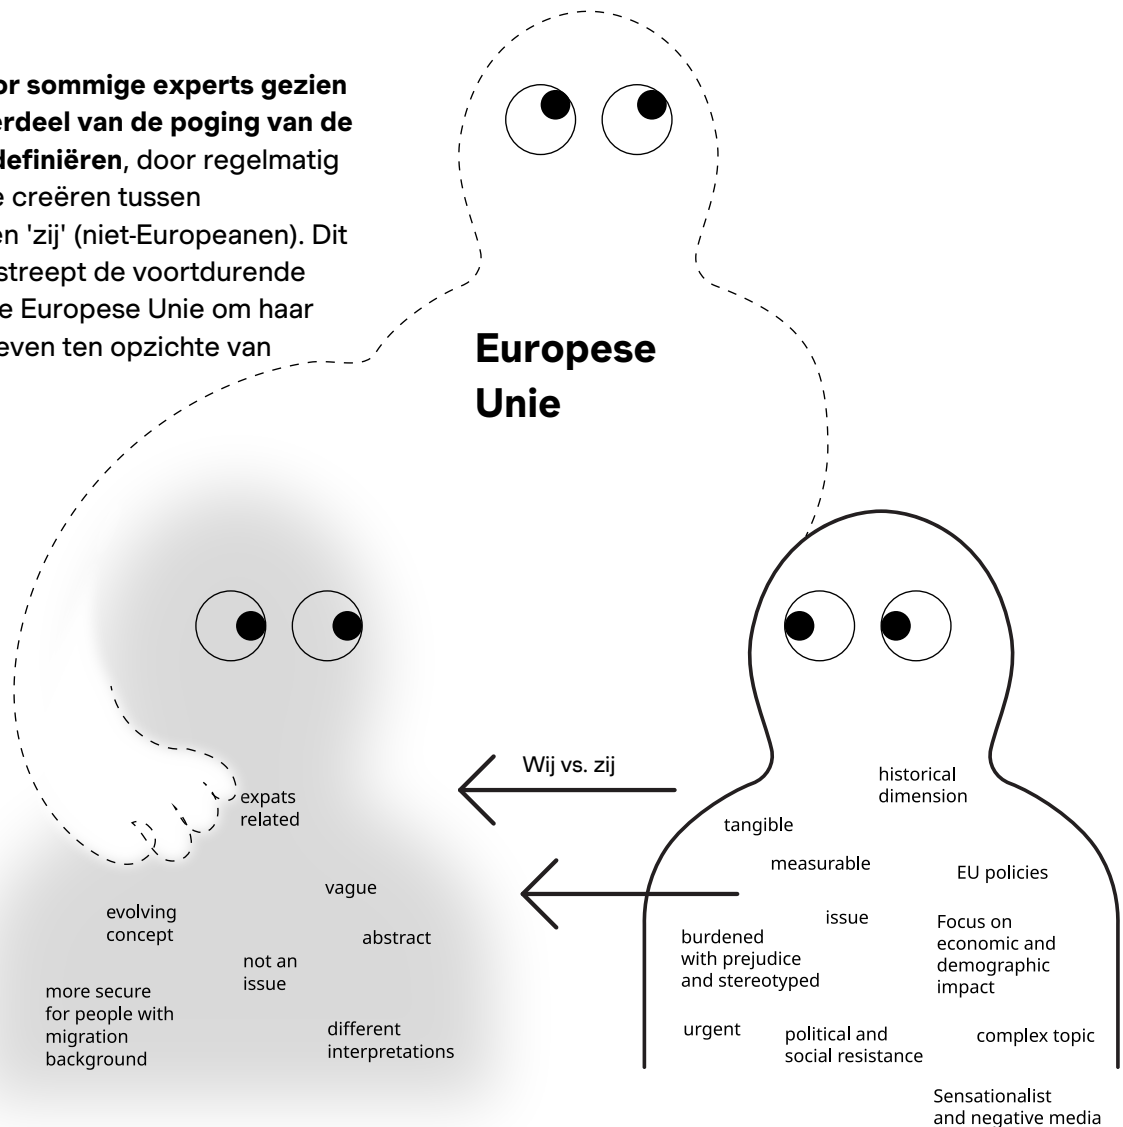 or sommige experts gezien
erdeel van de poging van de
definiëren, door regelmatig
e creëren tussen
en 'zij' (niet-Europeanen). Dit
streept de voortdurende
e Europese Unie om haar
even ten opzichte van
Europese
Unie
Wij vs. zij
expats
related
vague
evolving
concept
abstract
not an
issue
more secure
for people with
migration
background
different
interpretations
historical
dimension
tangible
measurable
EU policies
issue
Focus on
economic and
demographic
impact
burdened
with prejudice
and stereotyped
urgent
political and
social resistance
complex topic
Sensationalist
and negative media